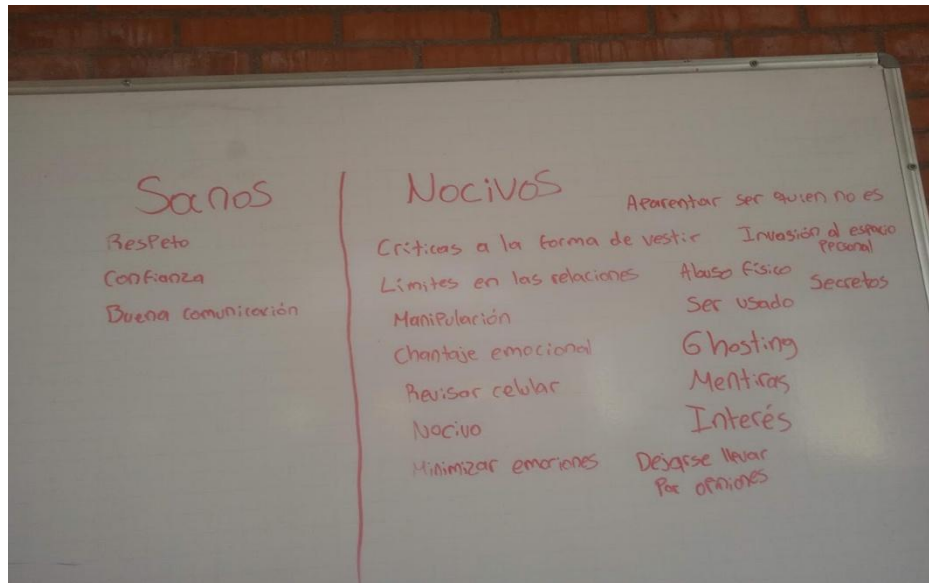 Sanos
Respeto
Confianza
Buena comunicación
Nocivos
Críticas a la forma de vestir
Límites en las relaciones
Manipulación
Chantaje emocional
Revisar celular
Nocivo
Minimizar emociones
Aparentar ser quien no es
Invasión al espacio
personal
Abuso físico
Secretos
Ser usado
Ghosting
Mentiras
Interés
Dejarse llevar
Por opiniones